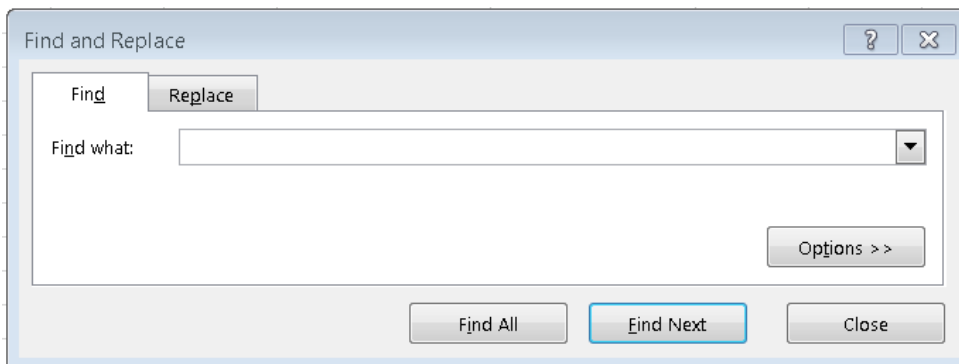 Find and Replace
Find
Replace
Find what:
Options >>
Find All
Find Next
Close